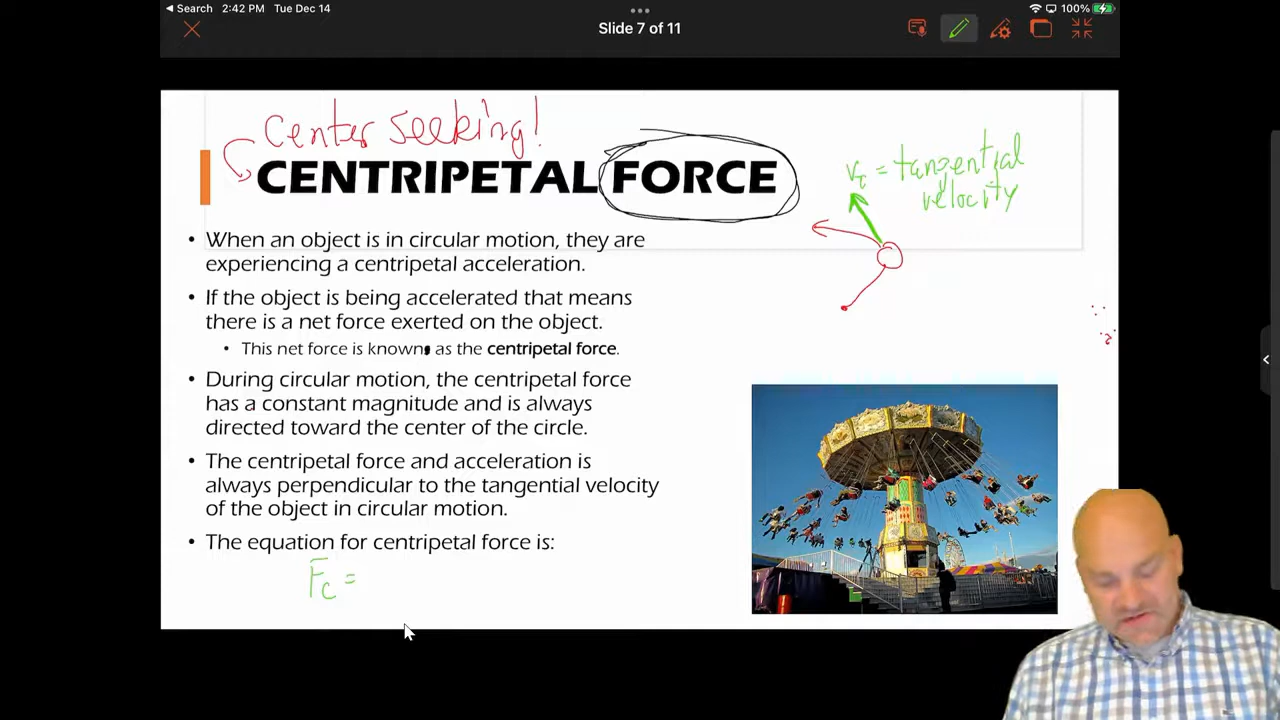 Search 2:42 PM Tue Dec 14
100%
Slide 7 of 11
Center Seeking!
CENTRIPETAL FORCE
vt = tangential
velocity
• When an object is in circular motion, they are
experiencing a centripetal acceleration.
• If the object is being accelerated that means
there is a net force exerted on the object.
• This net force is known as the centripetal force.
• During circular motion, the centripetal force
has a constant magnitude and is always
directed toward the center of the circle.
• The centripetal force and acceleration is
always perpendicular to the tangential velocity
of the object in circular motion.
• The equation for centripetal force is:
Fc =